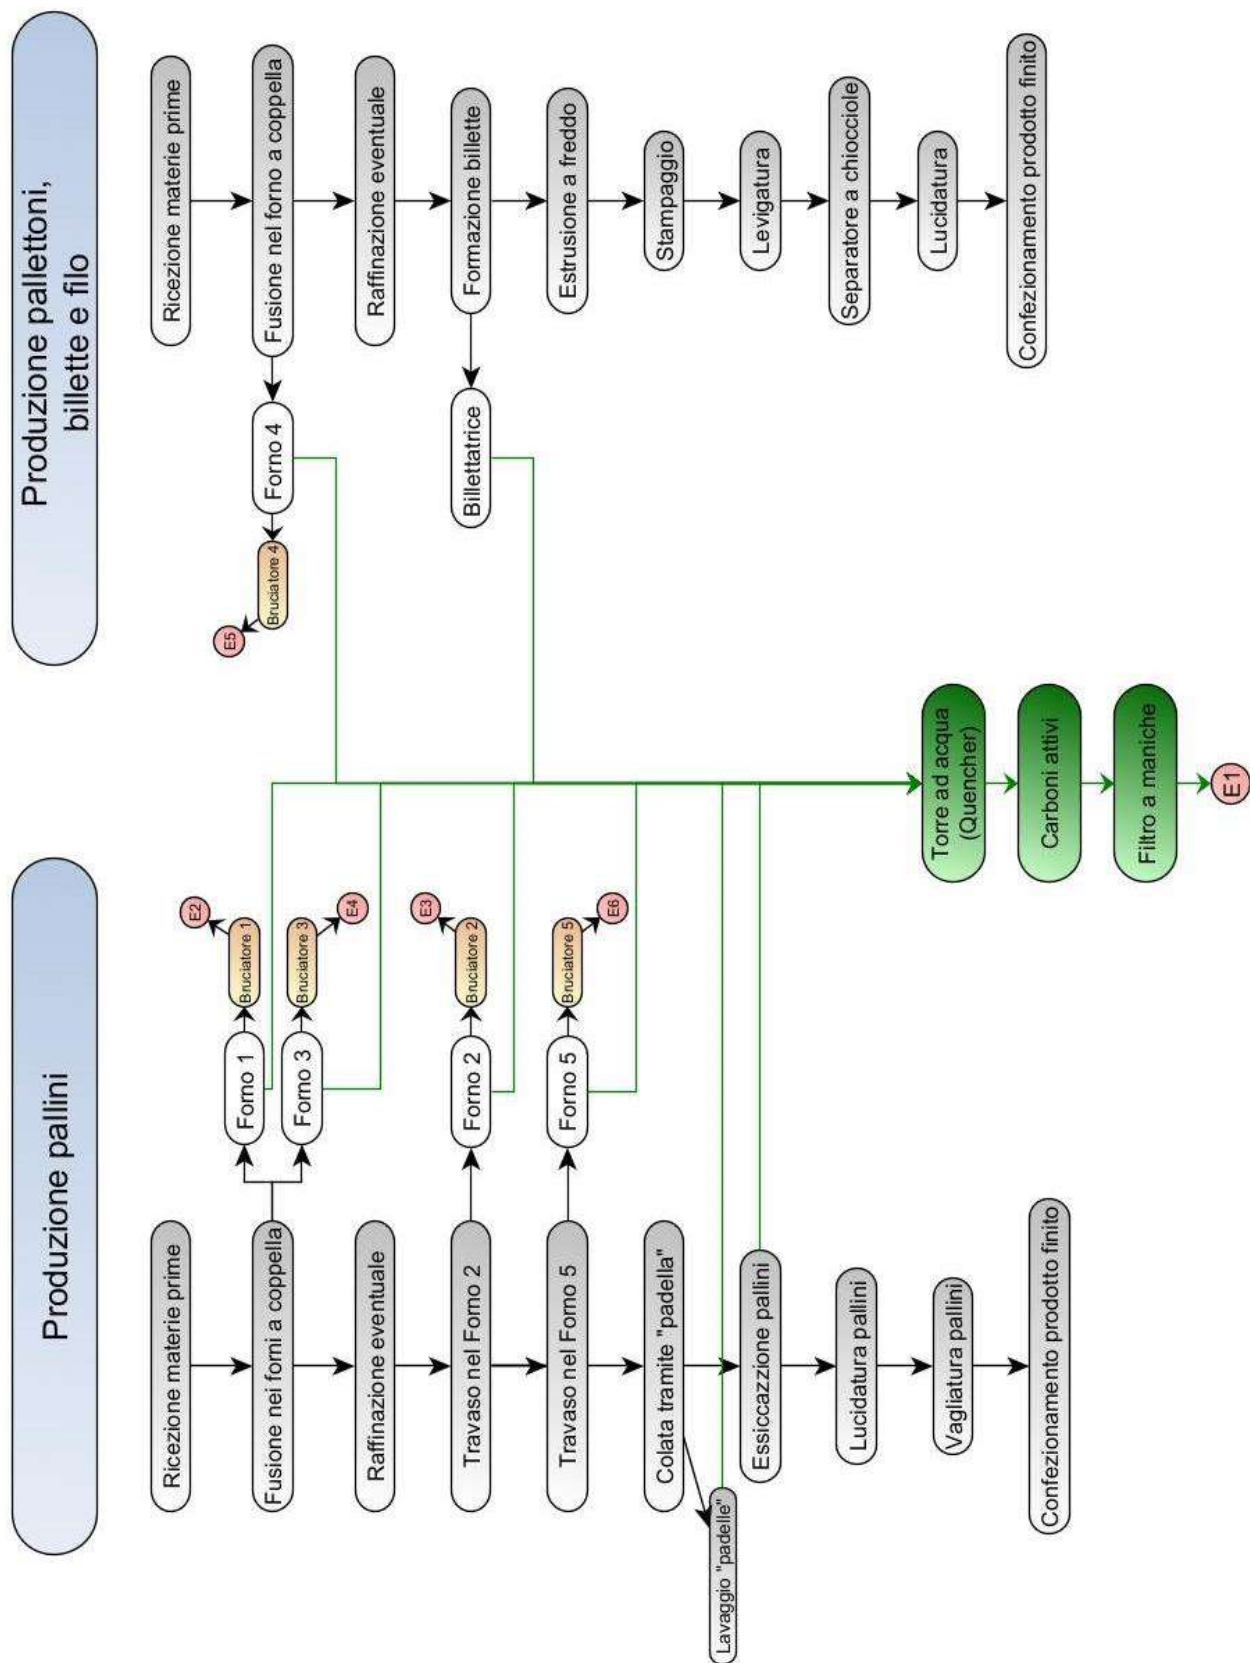 Produzione pallini
Ricezione materie prime
Fusione nei forni a coppella
Forno 1
Bruciatore 1
E2
Forno 3
Bruciatore 3
E4
Raffinazione eventuale
Travaso nel Forno 2
Forno 2
Bruciatore 2
E3
Travaso nel Forno 5
Forno 5
Bruciatore 5
E6
Colata tramite "padella"
Lavaggio "padelle"
Essiccazzione pallini
Lucidatura pallini
Vagliatura pallini
Confezionamento prodotto finito
Produzione pallettoni,
billette e filo
Ricezione materie prime
Fusione nel forno a coppella
Forno 4
Bruciatore 4
E5
Raffinazione eventuale
Formazione billette
Billettatrice
Estrusione a freddo
Stampaggio
Levigatura
Separatore a chiocciole
Lucidatura
Confezionamento prodotto finito
Torre ad acqua
(Quencher)
Carboni attivi
Filtro a maniche
E1